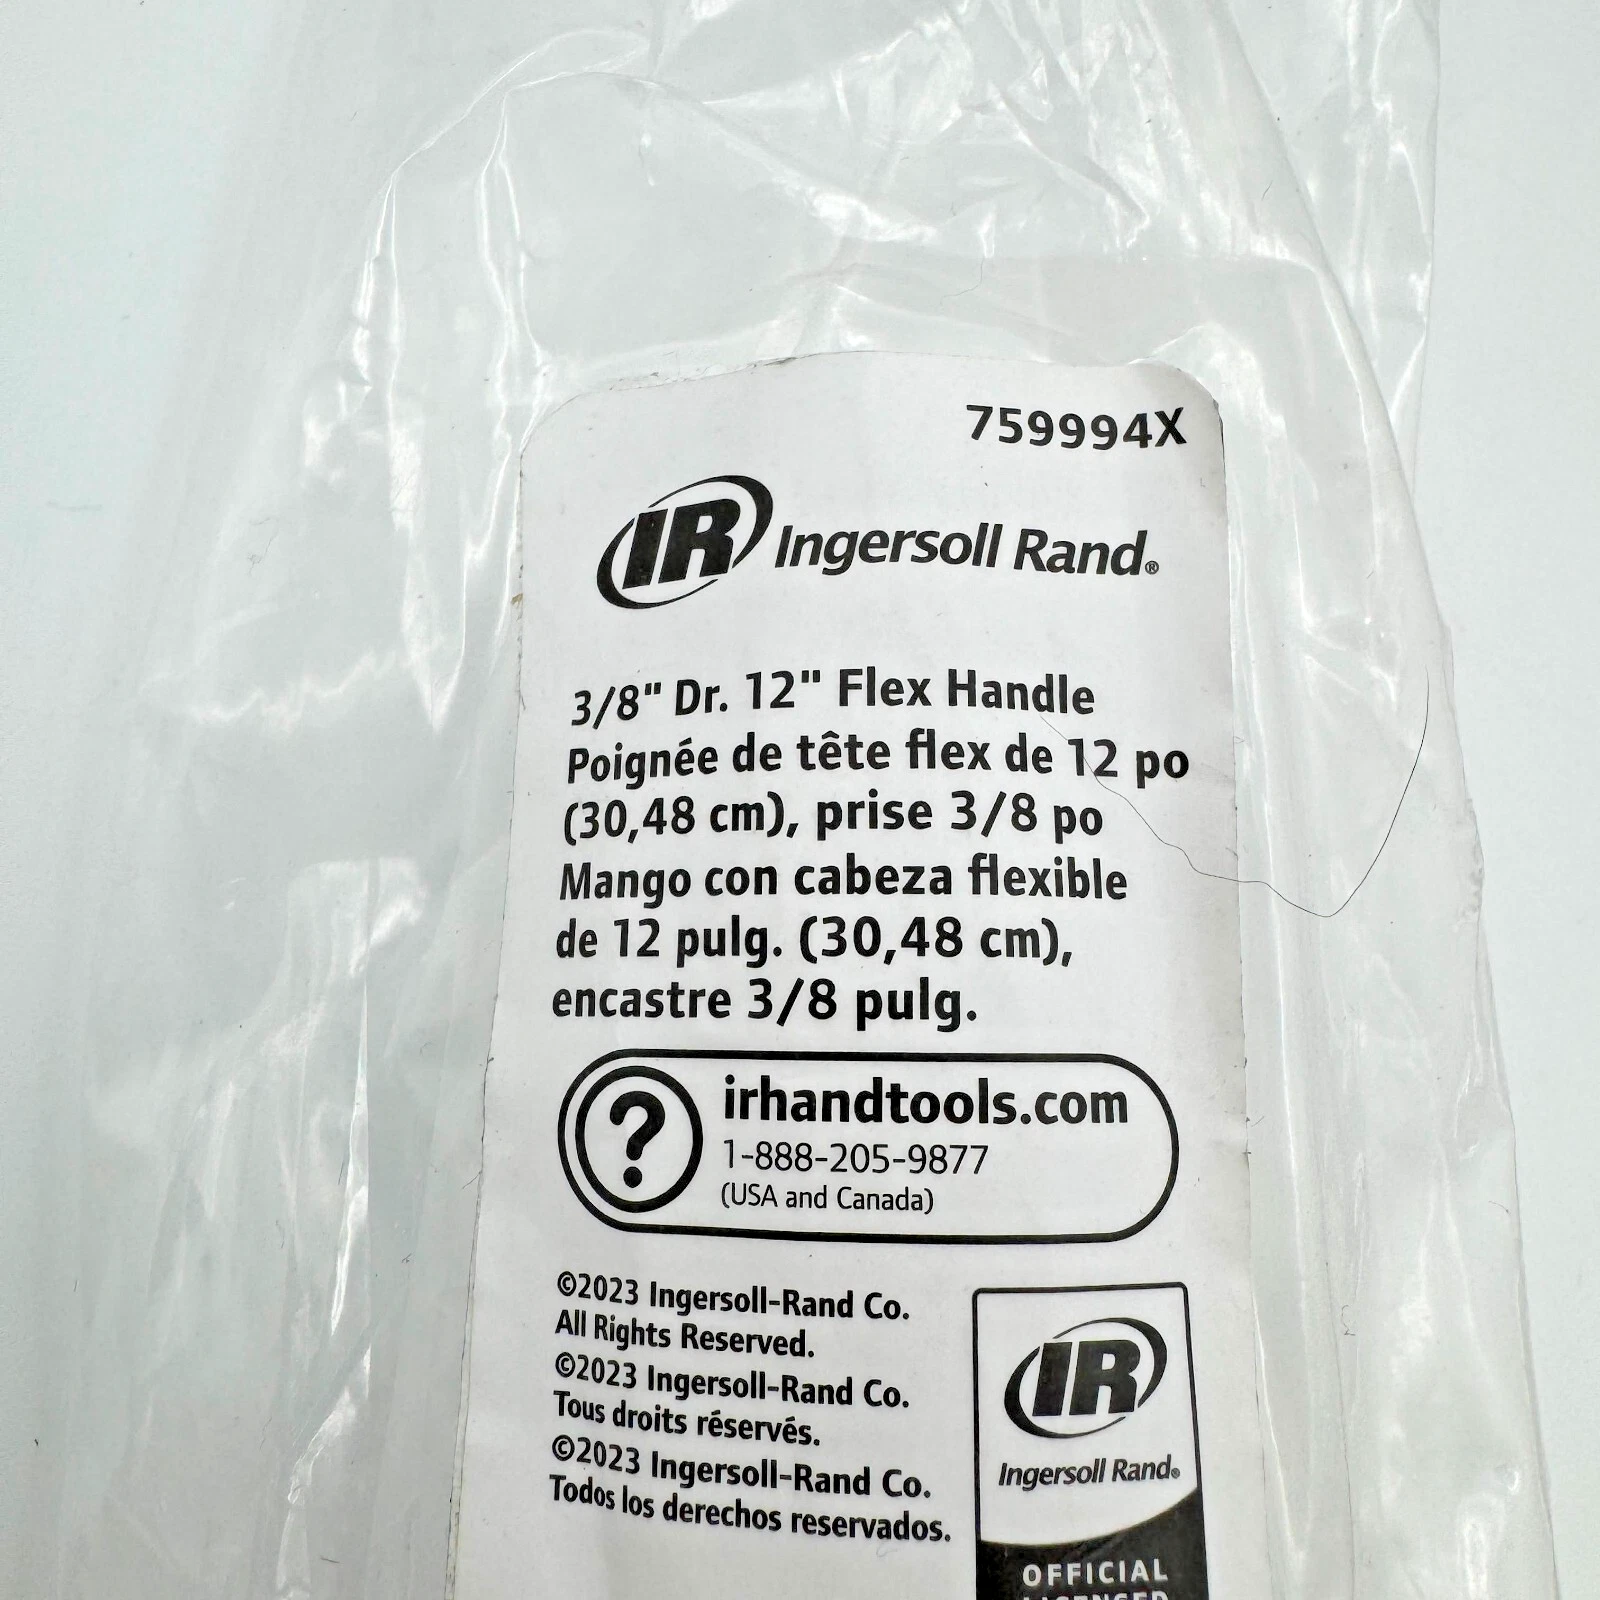 759994X
IR Ingersoll Rand®
3/8" Dr. 12" Flex Handle
Poignée de tête flex de 12 po
(30,48 cm), prise 3/8 po
Mango con cabeza flexible
de 12 pulg. (30,48 cm),
encastre 3/8 pulg.
? irhandtools.com
1-888-205-9877
(USA and Canada)
©2023 Ingersoll-Rand Co.
All Rights Reserved.
©2023 Ingersoll-Rand Co.
Tous droits réservés.
©2023 Ingersoll-Rand Co.
Todos los derechos reservados.
IR
Ingersoll Rand®
OFFICIAL
LICENSED